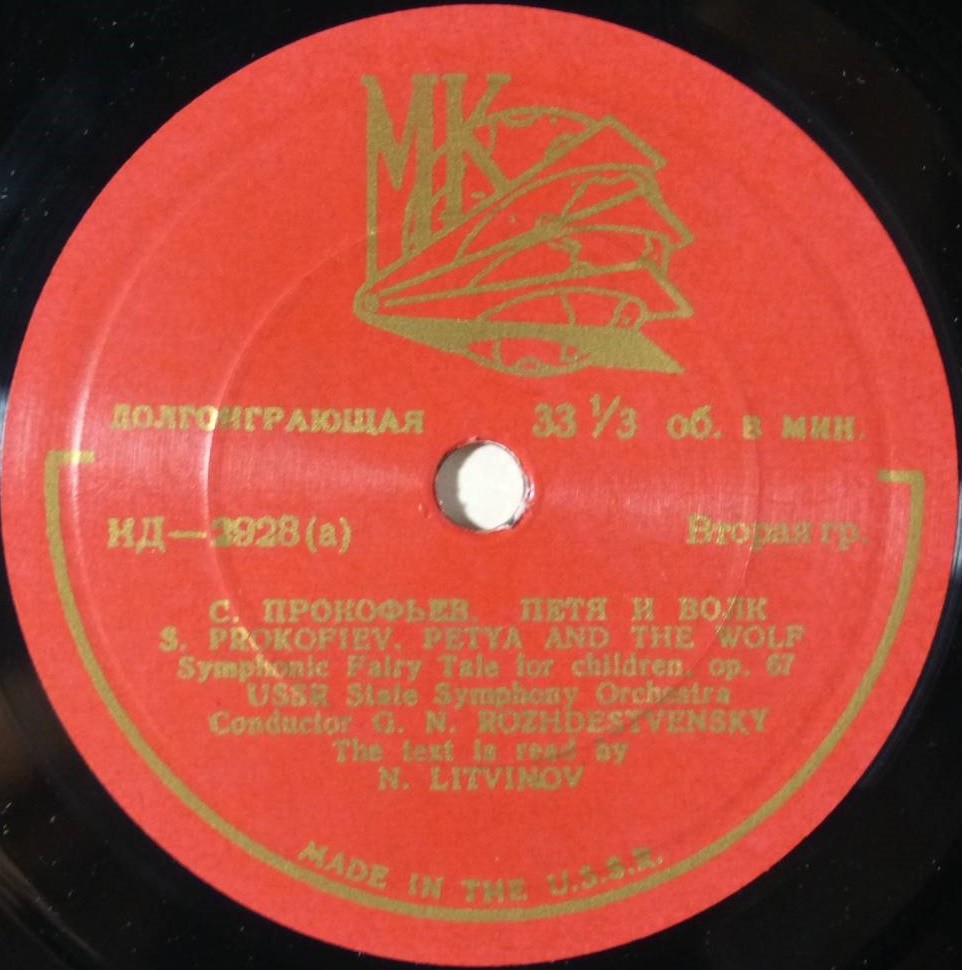 МК
ДОЛГОИГРАЮЩАЯ 33 1/3 об. в мин.
НД—3928(а) Вторая гр.
С. ПРОКОФЬЕВ. ПЕТЯ И ВОЛК
S. PROKOFIEV. PETYA AND THE WOLF
Symphonic Fairy Tale for children, op. 67
USSR State Symphony Orchestra
Conductor G. N. ROZHDESTVENSKY
The text is read by
N. LITVINOV
MADE IN THE U.S.S.R.